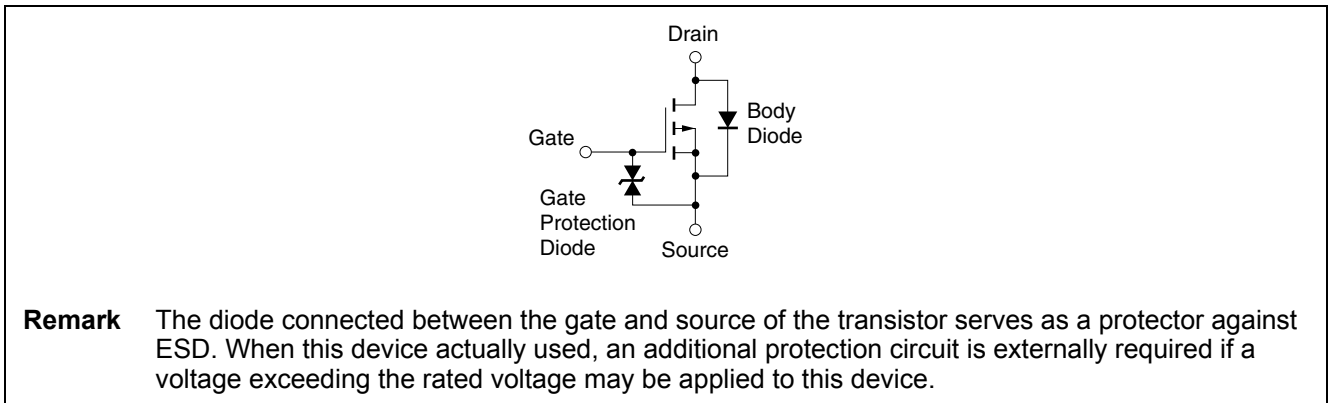 Drain
Body
Diode
Gate
Gate
Protection
Diode
Source
Remark The diode connected between the gate and source of the transistor serves as a protector against
ESD. When this device actually used, an additional protection circuit is externally required if a
voltage exceeding the rated voltage may be applied to this device.